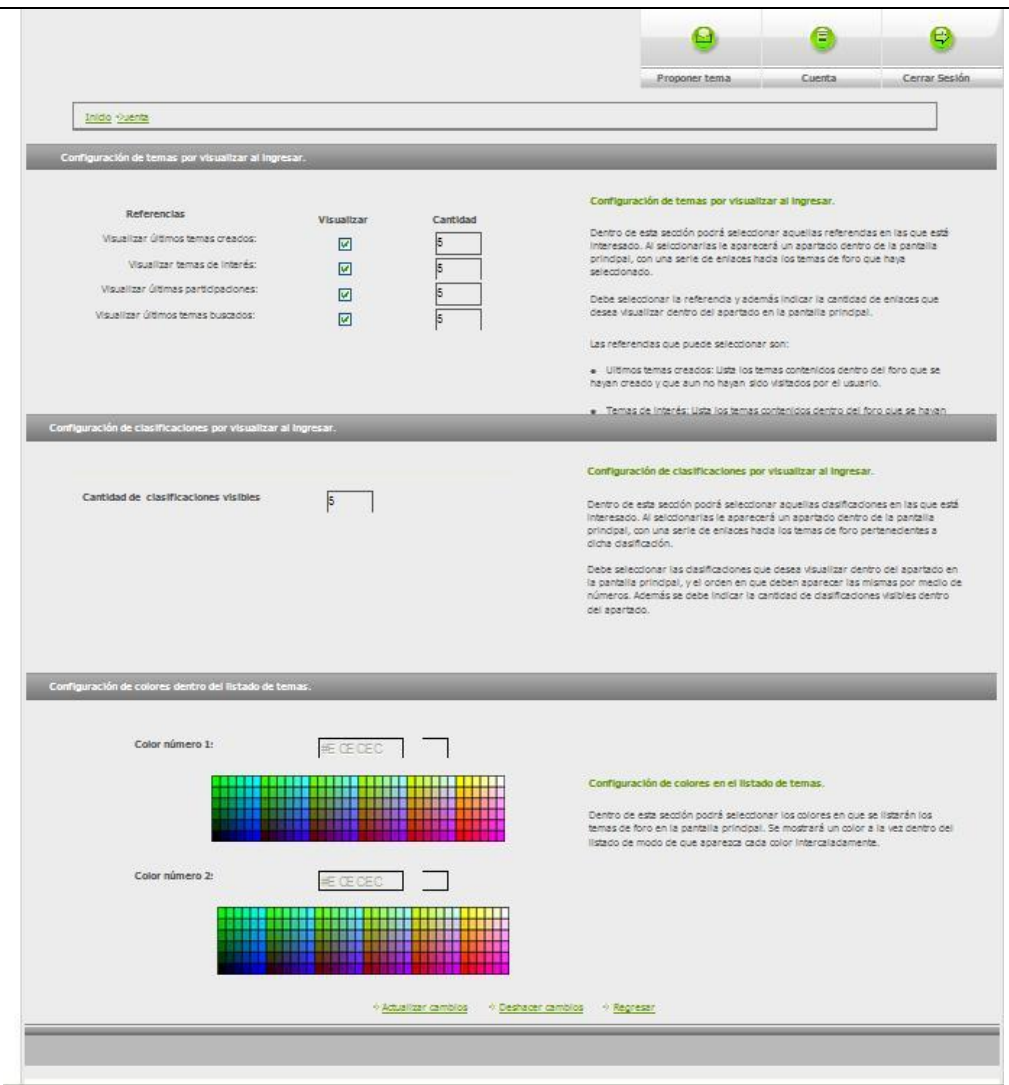 Proponer tema
Cuenta
Cerrar Sesión
Inicio Cuenta
Configuración de temas por visualizar al ingresar.
Referencias
Visualizar
Cantidad
Visualizar últimos temas creados:
5
Visualizar temas de interés:
5
Visualizar últimas participaciones:
5
Visualizar últimos temas buscados:
5
Configuración de temas por visualizar al ingresar.
Dentro de esta sección podrá seleccionar aquellas referencias en las que está
interesado. Al selccionarlas le aparecerá un apartado dentro de la pantalla
principal, con una serie de enlaces hacia los temas de foro que haya
seleccionado.
Debe seleccionar la referencia y además indicar la cantidad de enlaces que
desea visualizar dentro del apartado en la pantalla principal.
Las referencias que puede seleccionar son:
• Ultimos temas creados: Lista los temas contenidos dentro del foro que se
hayan creado y que aun no hayan sido visitados por el usuario.
• Temas de interés: Lista los temas contenidos dentro del foro que se hayan
Configuración de clasificaciones por visualizar al ingresar.
Cantidad de clasificaciones visibles
5
Configuración de clasificaciones por visualizar al ingresar.
Dentro de esta sección podrá seleccionar aquellas clasificaciones en las que está
interesado. Al selccionarlas le aparecerá un apartado dentro de la pantalla
principal, con una serie de enlaces hacia los temas de foro pertenecientes a
dicha clasificación.
Debe seleccionar las clasificaciones que desea visualizar dentro del apartado en
la pantalla principal, y el orden en que deben aparecer las mismas por medio de
números. Además se debe indicar la cantidad de clasificaciones visibles dentro
del apartado.
Configuración de colores dentro del listado de temas.
Color número 1:
#ECECEC
Color número 2:
#ECECEC
Configuración de colores en el listado de temas.
Dentro de esta sección podrá seleccionar los colores en que se listarán los
temas de foro en la pantalla principal. Se mostrará un color a la vez dentro del
listado de modo de que aparezca cada color intercaladamente.
Actualizar cambios
Deshacer cambios
Regresar